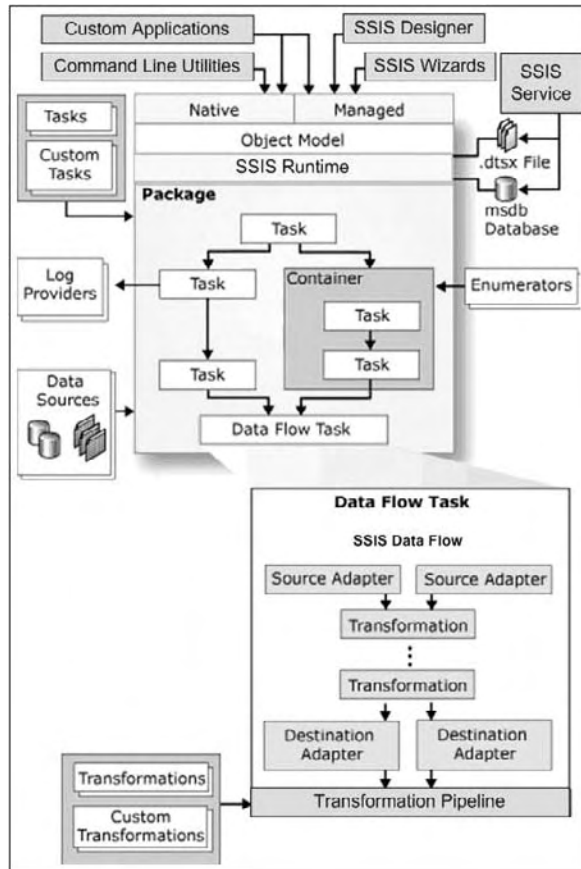 Custom Applications
SSIS Designer
Command Line Utilities
SSIS Wizards
SSIS
Service
Tasks
Custom
Tasks
Native
Managed
Object Model
SSIS Runtime
.dtsx File
msdb
Database
Package
Task
Log
Providers
Task
Container
Enumerators
Task
Task
Task
Data
Sources
Data Flow Task
Data Flow Task
SSIS Data Flow
Source Adapter
Source Adapter
Transformation
Transformation
Destination
Adapter
Destination
Adapter
Transformations
Custom
Transformations
Transformation Pipeline